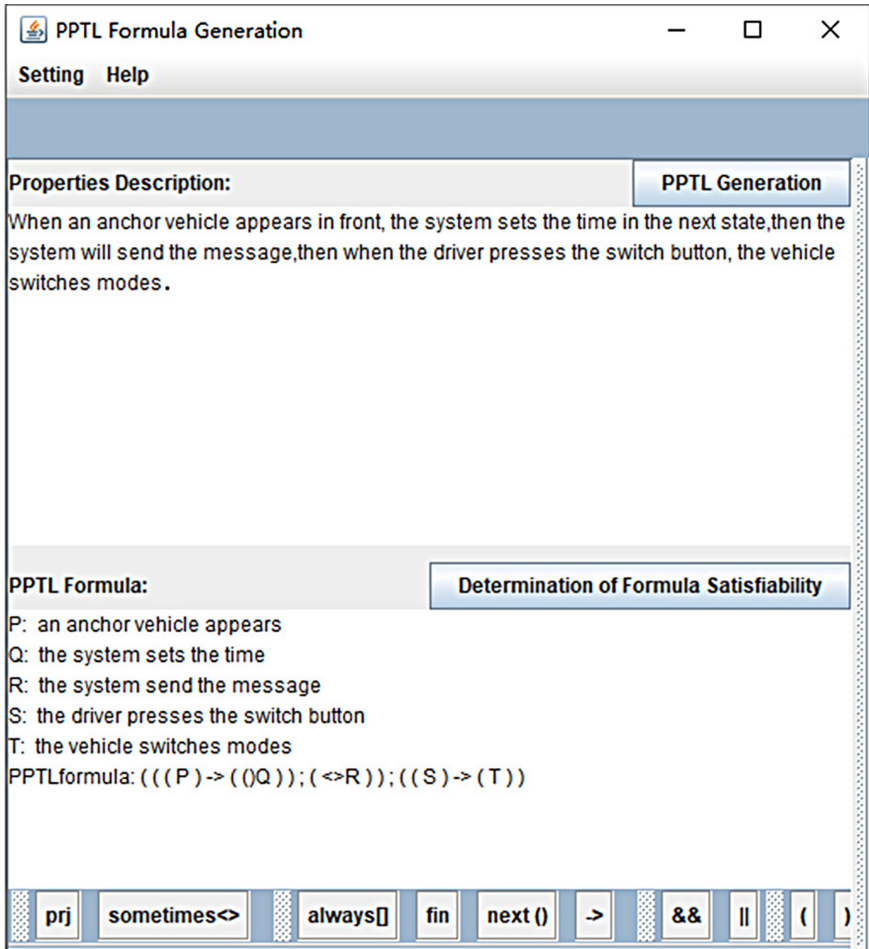 PPTL Formula Generation
Setting Help
Properties Description: PPTL Generation
When an anchor vehicle appears in front, the system sets the time in the next state,then the
system will send the message,then when the driver presses the switch button, the vehicle
switches modes.
PPTL Formula: Determination of Formula Satisfiability
P: an anchor vehicle appears
Q: the system sets the time
R: the system send the message
S: the driver presses the switch button
T: the vehicle switches modes
PPTLformula: ( ( ( P ) -> ( ()Q ) ) ; ( <>R ) ) ; ( ( S ) -> ( T ) )
prj sometimes<> always[] fin next () -> && || ( )